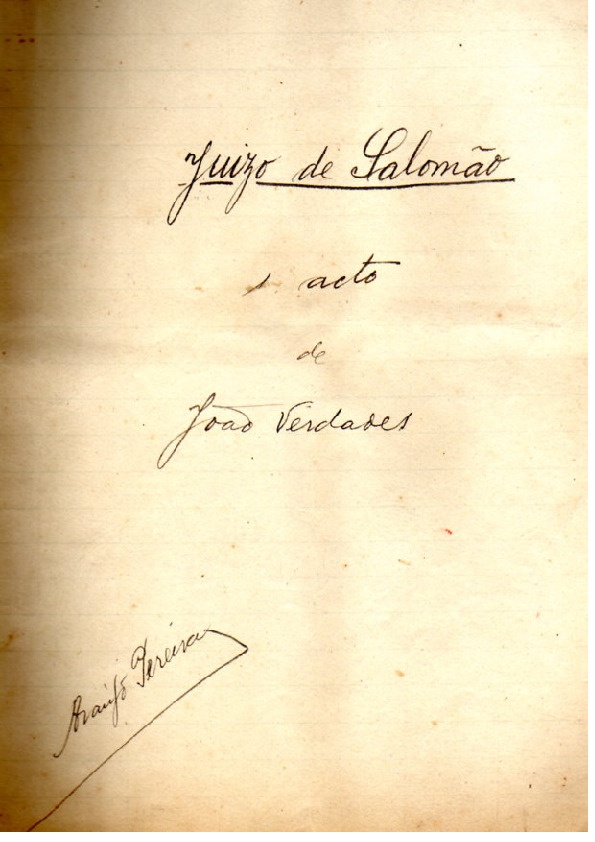 Juizo de Salomão
1 acto
de
João Verdades
Araújo Pereira